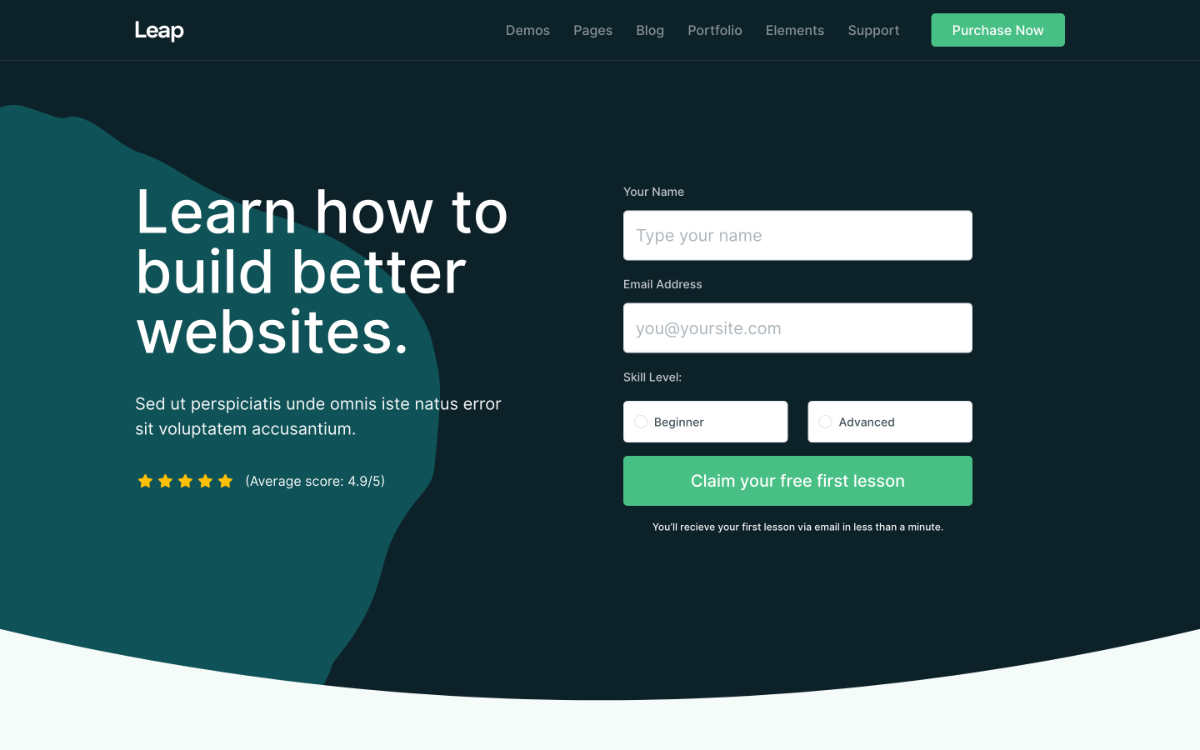 Leap
Demos Pages Blog Portfolio Elements Support Purchase Now
Learn how to
build better
websites.
Sed ut perspiciatis unde omnis iste natus error
sit voluptatem accusantium.
(Average score: 4.9/5)
Your Name
Type your name
Email Address
you@yoursite.com
Skill Level:
Beginner Advanced
Claim your free first lesson
You'll recieve your first lesson via email in less than a minute.